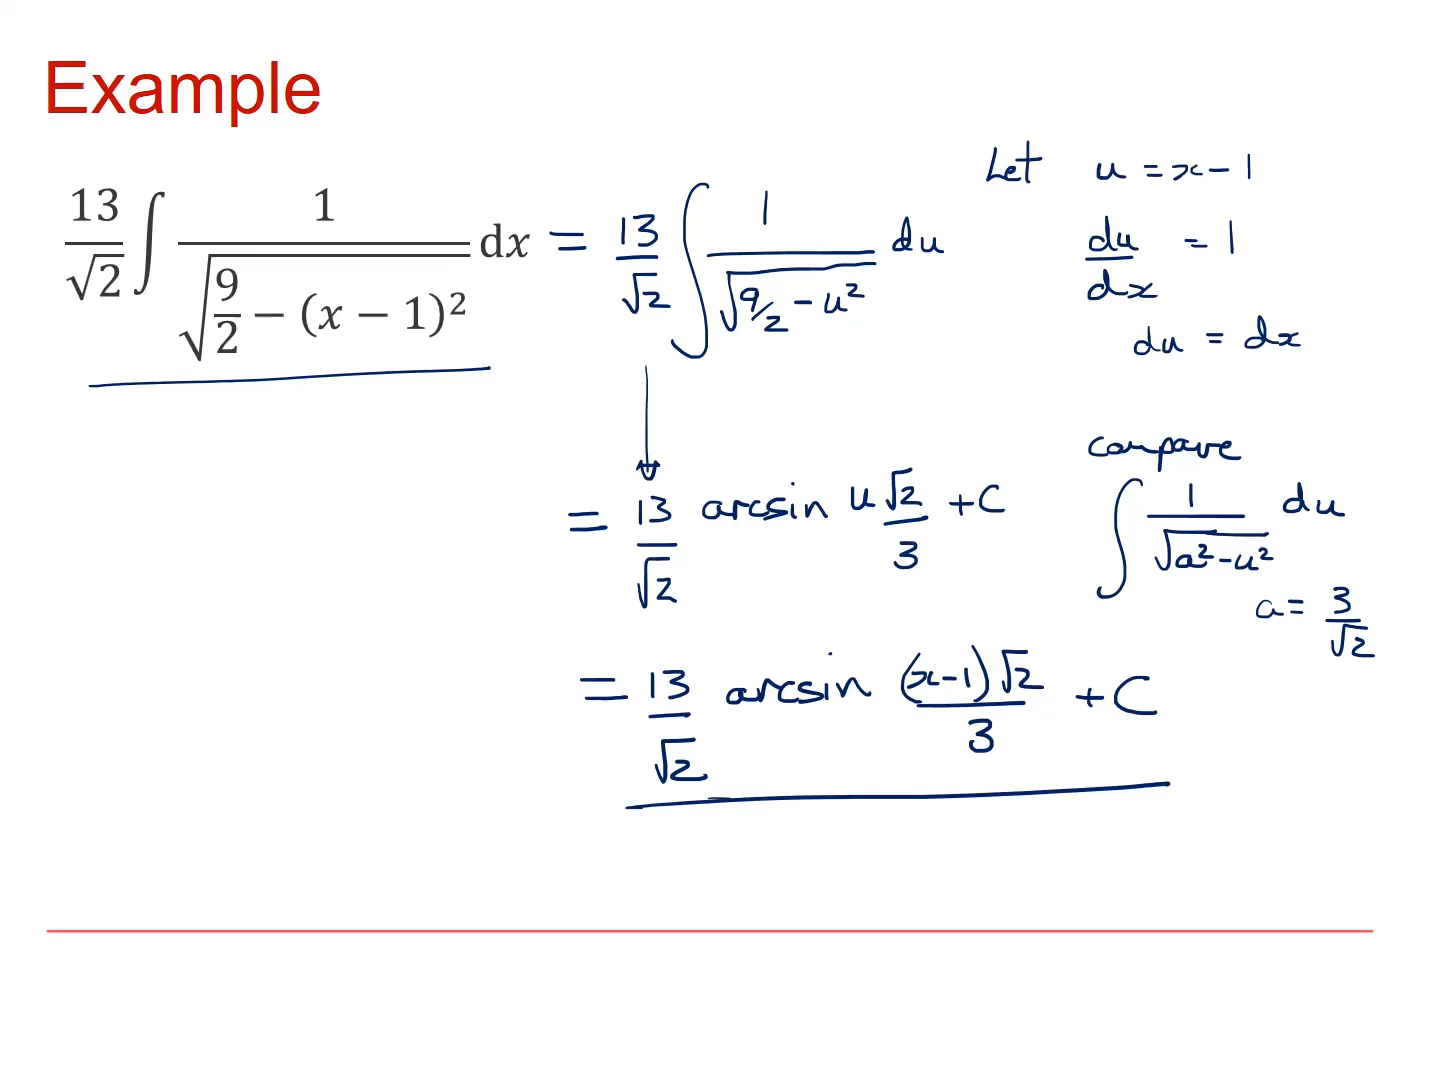 Example
13/√2 ∫ 1/√(9/2 − (x − 1)²) dx = 13/√2 ∫ 1/√(9/2 − u²) du
Let u = x − 1
du/dx = 1
du = dx
compare
∫ 1/√(a² − u²) du
a = 3/√2
= 13/√2 arcsin u√2/3 + C
= 13/√2 arcsin (x−1)√2/3 + C